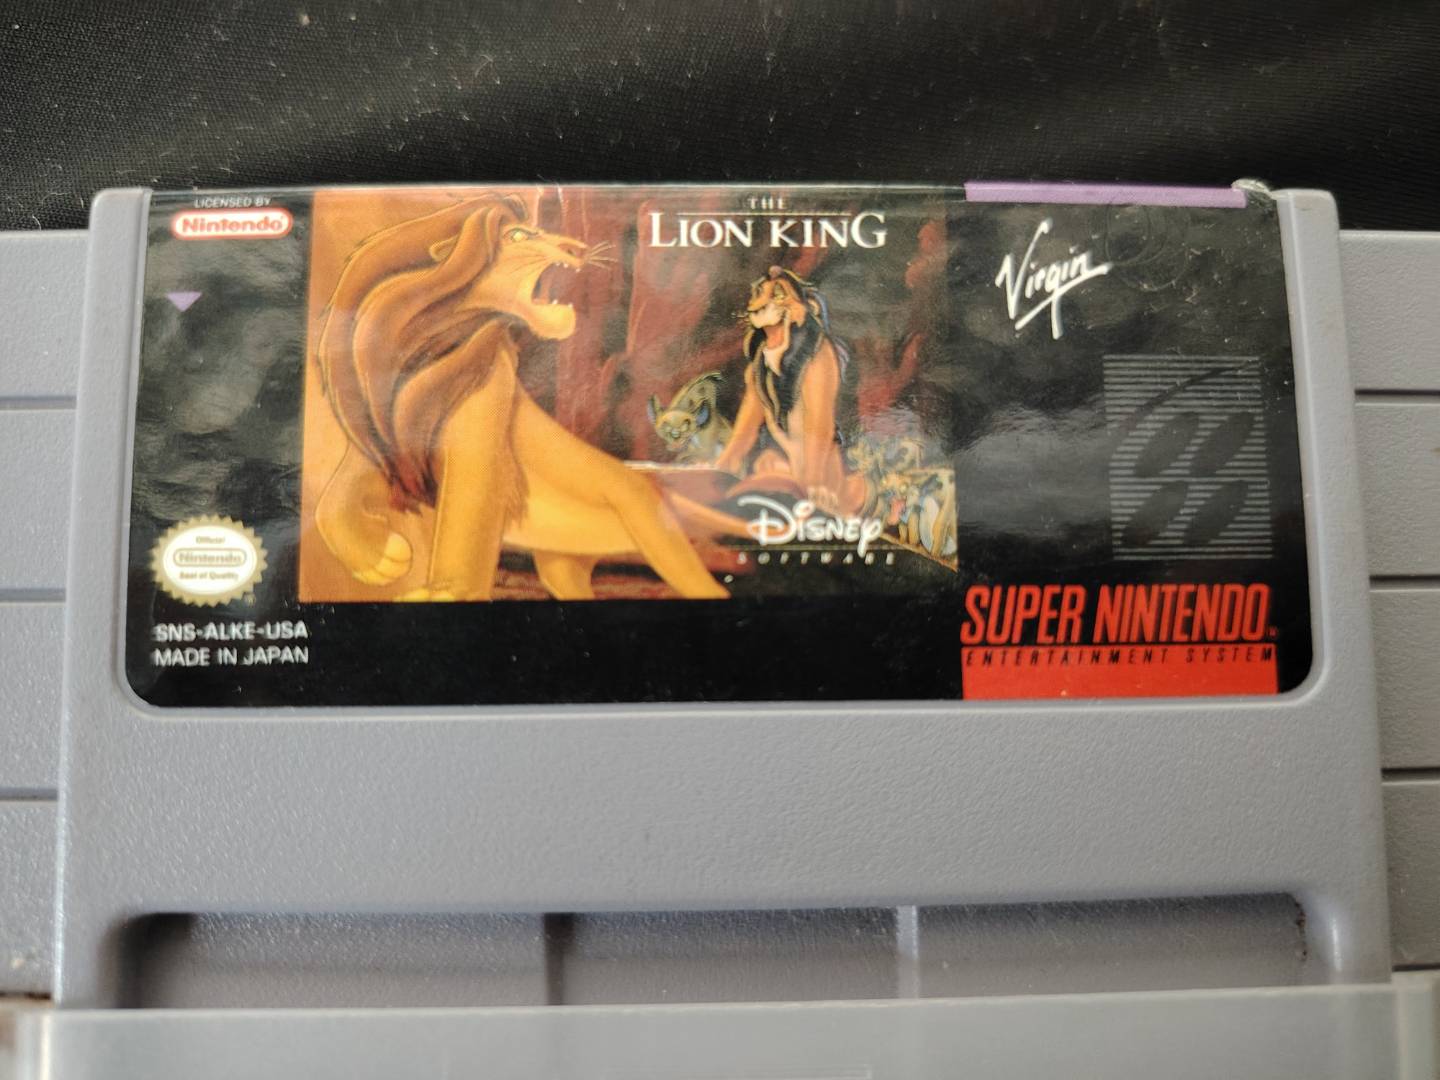 LICENSED BY
Nintendo
THE
LION KING
Virgin
DISNEY
SOFTWARE
Official
Nintendo
Seal of Quality
SNS-ALKE-USA
MADE IN JAPAN
SUPER NINTENDO
ENTERTAINMENT SYSTEM